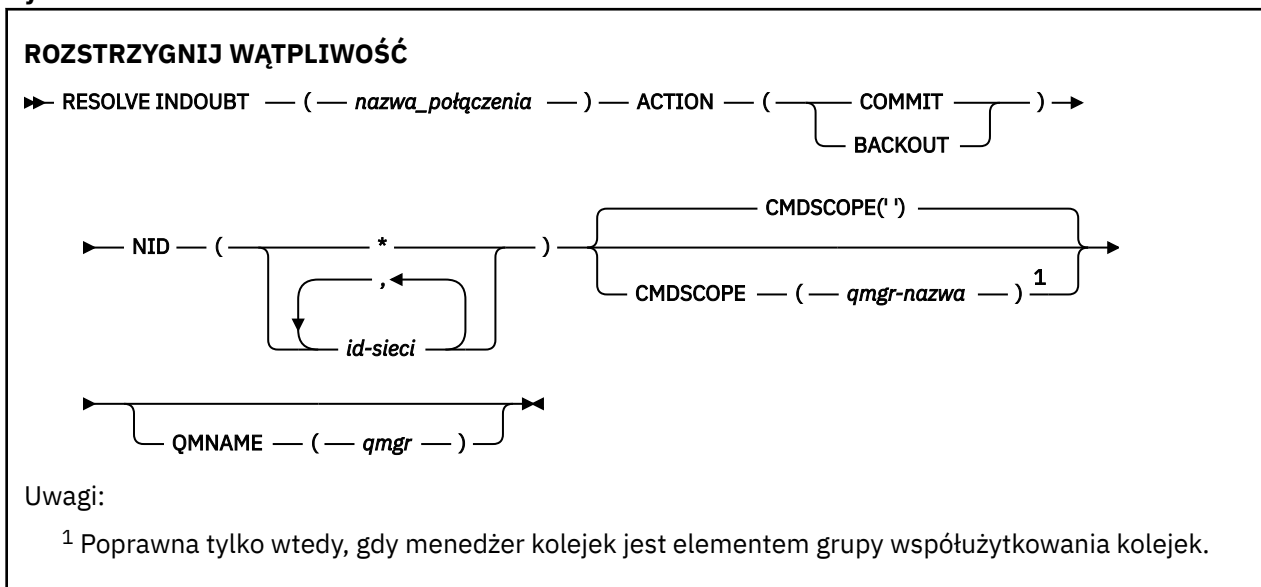 ROZSTRZYGNIJ WĄTPLIWOŚĆ
RESOLVE INDOUBT ( nazwa_połączenia ) ACTION ( COMMIT )
BACKOUT
CMDSCOPE(' ')
NID ( * )
,
id-sieci
CMDSCOPE ( qmgr-nazwa ) 1
QMNAME ( qmgr )
Uwagi:
1 Poprawna tylko wtedy, gdy menedżer kolejek jest elementem grupy współużytkowania kolejek.